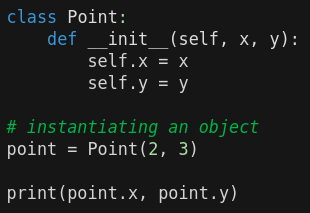 class Point:
    def __init__(self, x, y):
        self.x = x
        self.y = y

# instantiating an object
point = Point(2, 3)

print(point.x, point.y)